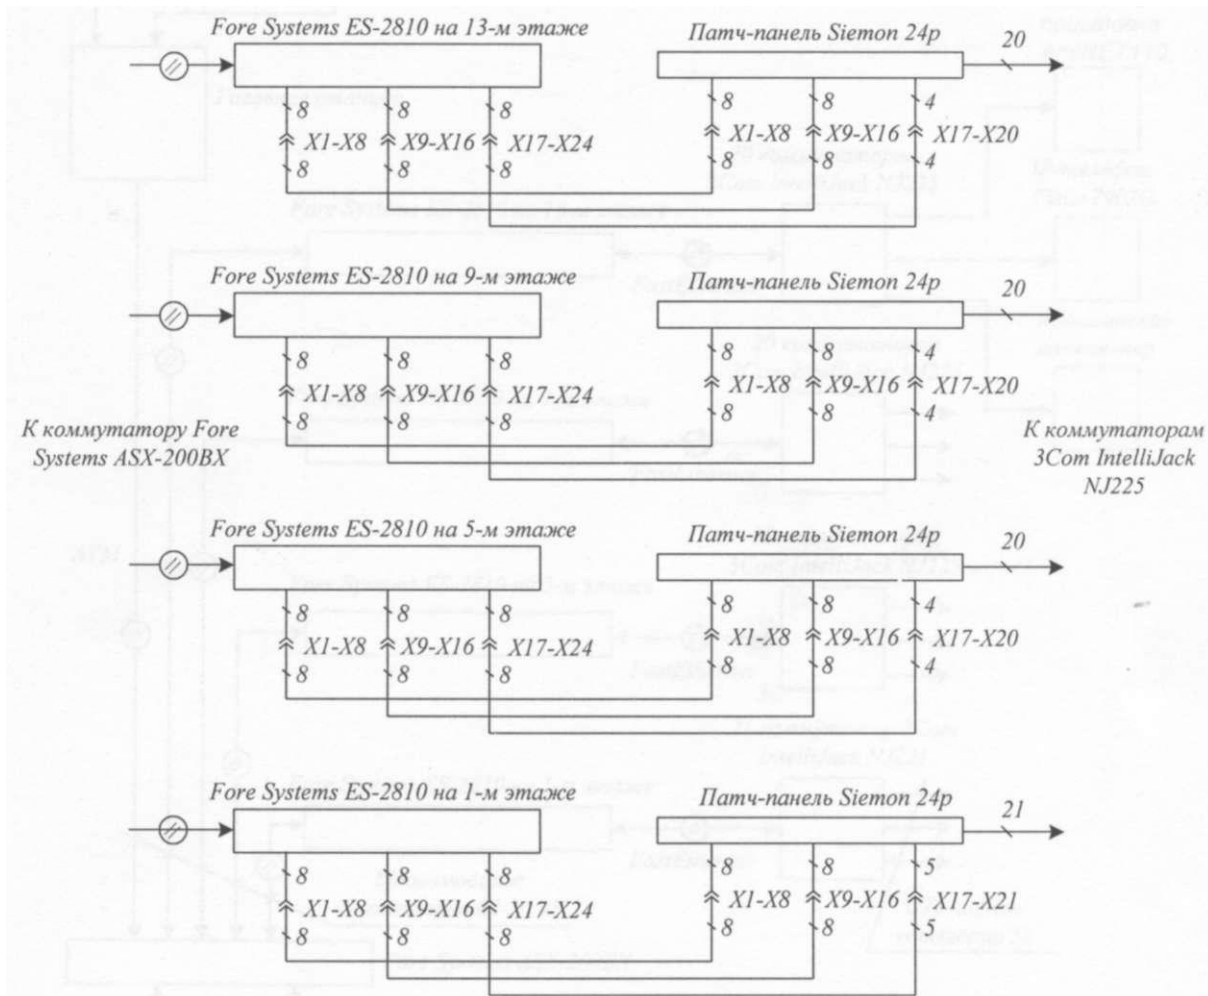 Fore Systems ES-2810 на 13-м этаже
Патч-панель Siemon 24p
20
8 8 8
8 8 4
X1-X8 X9-X16 X17-X24
X1-X8 X9-X16 X17-X20
8 8 8
8 8 4
Fore Systems ES-2810 на 9-м этаже
Патч-панель Siemon 24p
20
8 8 8
8 8 4
X1-X8 X9-X16 X17-X24
X1-X8 X9-X16 X17-X20
8 8 8
8 8 4
К коммутатору Fore
Systems ASX-200BX
К коммутаторам
3Com IntelliJack
NJ225
Fore Systems ES-2810 на 5-м этаже
Патч-панель Siemon 24p
20
8 8 8
8 8 4
X1-X8 X9-X16 X17-X24
X1-X8 X9-X16 X17-X20
8 8 8
8 8 4
Fore Systems ES-2810 на 1-м этаже
Патч-панель Siemon 24p
21
8 8 8
8 8 5
X1-X8 X9-X16 X17-X24
X1-X8 X9-X16 X17-X21
8 8 8
8 8 5